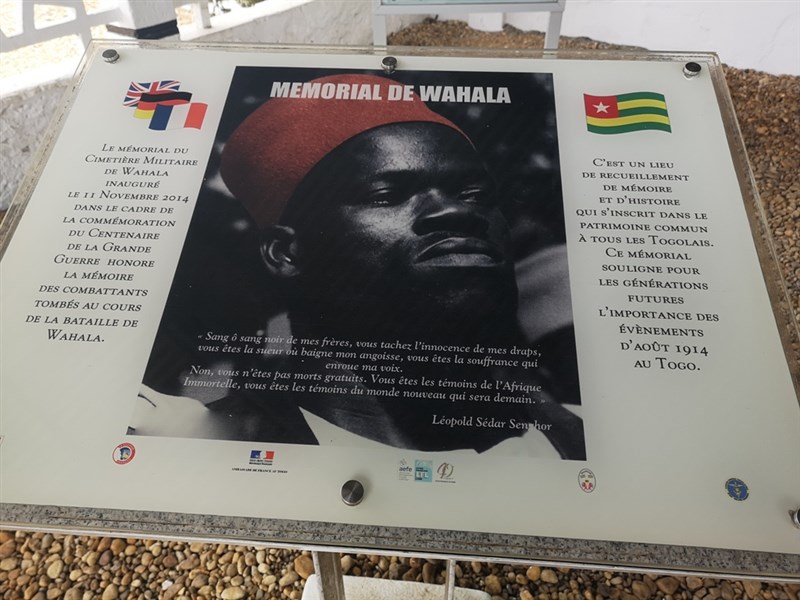 MEMORIAL DE WAHALA
Le mémorial du
Cimetière Militaire
de Wahala
inauguré
le 11 Novembre 2014
dans le cadre de
la commémoration
du Centenaire
de la Grande
Guerre honore
la mémoire
des combattants
tombés au cours
de la bataille de
Wahala.
« Sang ô sang noir de mes frères, vous tachez l'innocence de mes draps,
vous êtes la sueur où baigne mon angoisse, vous êtes la souffrance qui
enroue ma voix.
Non, vous n'êtes pas morts gratuits. Vous êtes les témoins de l'Afrique
Immortelle, vous êtes les témoins du monde nouveau qui sera demain. »
Léopold Sédar Senghor
C'est un lieu
de recueillement
de mémoire
et d'histoire
qui s'inscrit dans le
patrimoine commun
à tous les Togolais.
Ce mémorial
souligne pour
les générations
futures
l'importance des
évènements
d'août 1914
au Togo.
Ambassade de France au Togo
aefe